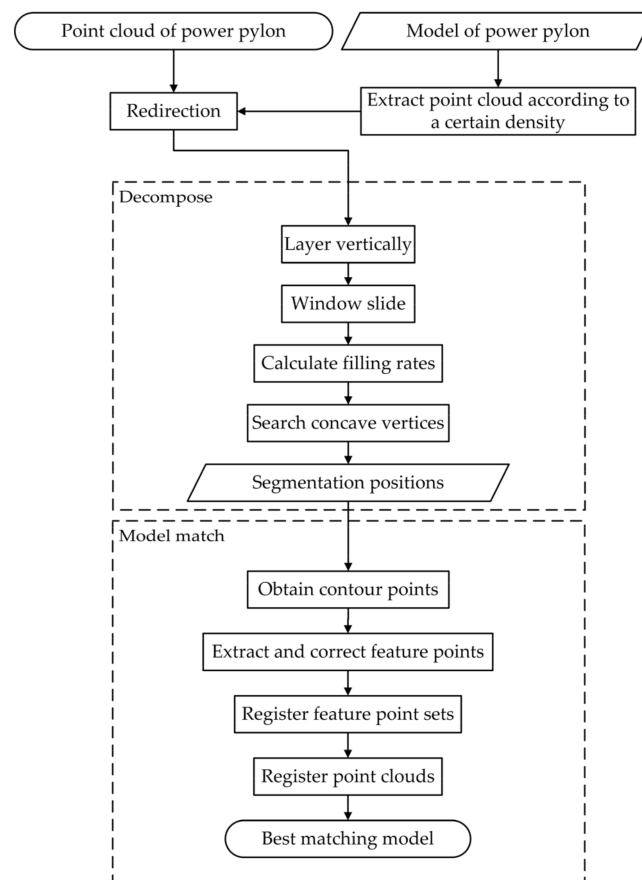 Point cloud of power pylon
Model of power pylon
Redirection
Extract point cloud according to
a certain density
Decompose
Layer vertically
Window slide
Calculate filling rates
Search concave vertices
Segmentation positions
Model match
Obtain contour points
Extract and correct feature points
Register feature point sets
Register point clouds
Best matching model